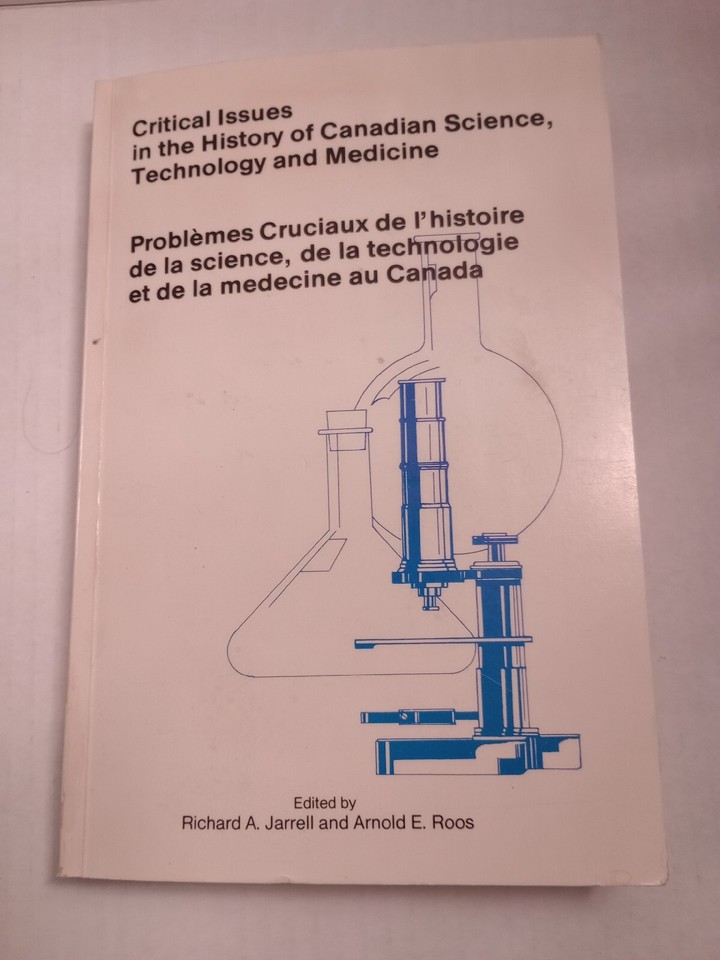 Critical Issues
in the History of Canadian Science,
Technology and Medicine
Problèmes Cruciaux de l'histoire
de la science, de la technologie
et de la medecine au Canada
Edited by
Richard A. Jarrell and Arnold E. Roos